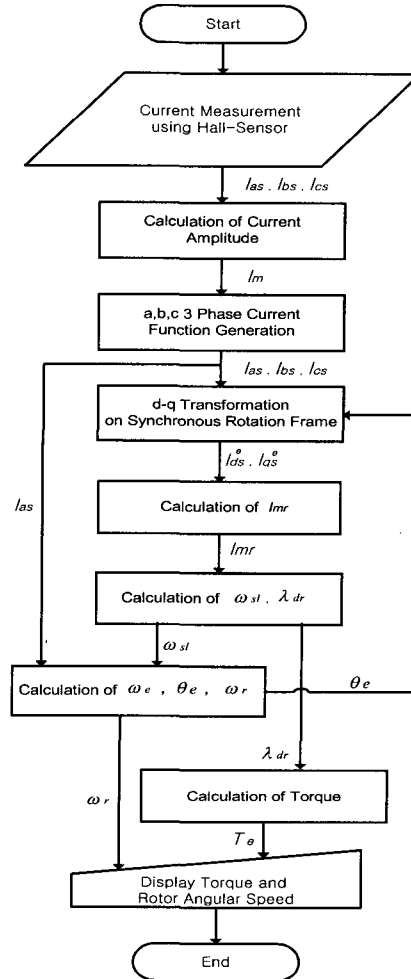 Start
Current Measurement
using Hall-Sensor
Ias . Ibs . Ics
Calculation of Current
Amplitude
Im
a,b,c 3 Phase Current
Function Generation
Ias . Ibs . Ics
d-q Transformation
on Synchronous Rotation Frame
Ias
I°ds . I°qs
Calculation of Imr
Imr
Calculation of ωsl . λdr
ωsl
Calculation of ωe , θe , ωr
θe
λdr
ωr
Calculation of Torque
Te
Display Torque and
Rotor Angular Speed
End